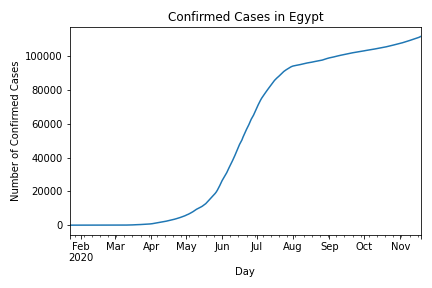 Confirmed Cases in Egypt
Number of Confirmed Cases
100000
80000
60000
40000
20000
0
Feb Mar Apr May Jun Jul Aug Sep Oct Nov
2020
Day